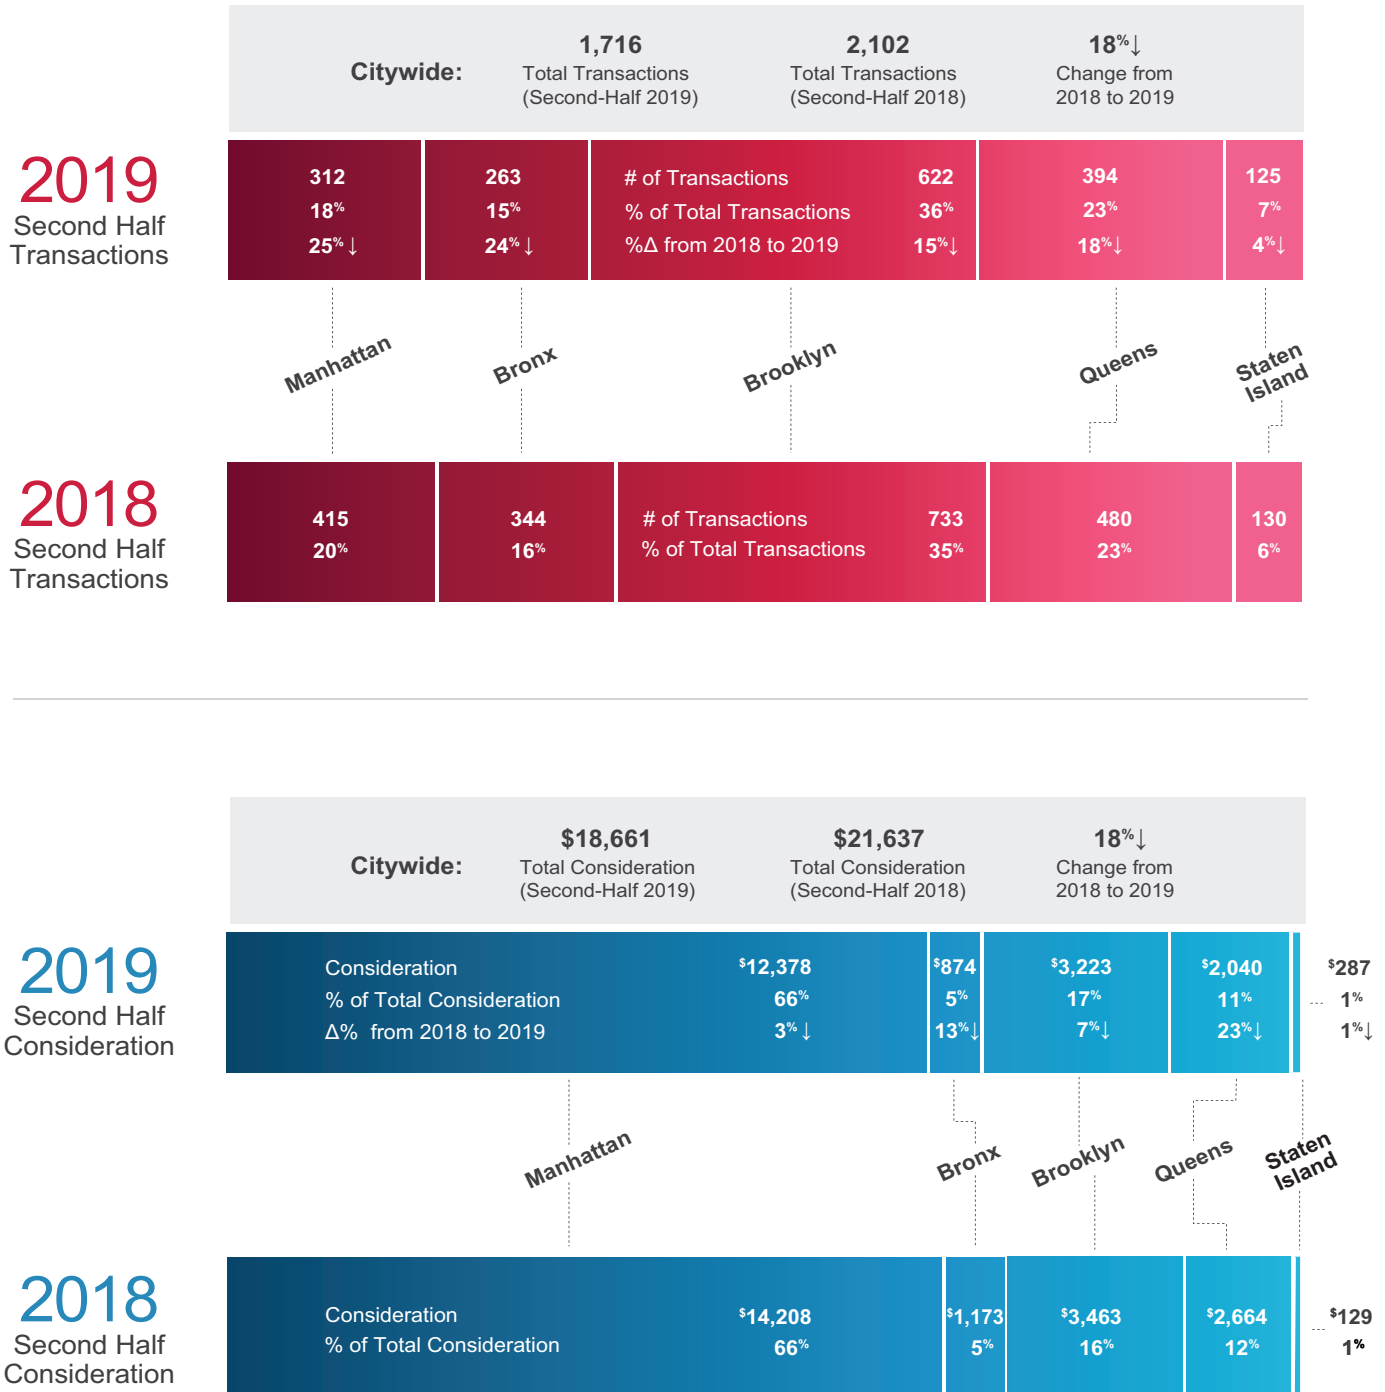 1,716 2,102 18%↓
Citywide: Total Transactions Total Transactions Change from
(Second-Half 2019) (Second-Half 2018) 2018 to 2019
2019
Second Half
Transactions
312 263 # of Transactions 622 394 125
18% 15% % of Total Transactions 36% 23% 7%
25%↓ 24%↓ %Δ from 2018 to 2019 15%↓ 18%↓ 4%↓
Manhattan
Bronx
Brooklyn
Queens
Staten
Island
2018
Second Half
Transactions
415 344 # of Transactions 733 480 130
20% 16% % of Total Transactions 35% 23% 6%
$18,661 $21,637 18%↓
Citywide: Total Consideration Total Consideration Change from
(Second-Half 2019) (Second-Half 2018) 2018 to 2019
2019
Second Half
Consideration
Consideration $12,378 $874 $3,223 $2,040 $287
% of Total Consideration 66% 5% 17% 11% 1%
Δ% from 2018 to 2019 3%↓ 13%↓ 7%↓ 23%↓ 1%↓
Manhattan
Bronx
Brooklyn
Queens
Staten
Island
2018
Second Half
Consideration
Consideration $14,208 $1,173 $3,463 $2,664 $129
% of Total Consideration 66% 5% 16% 12% 1%